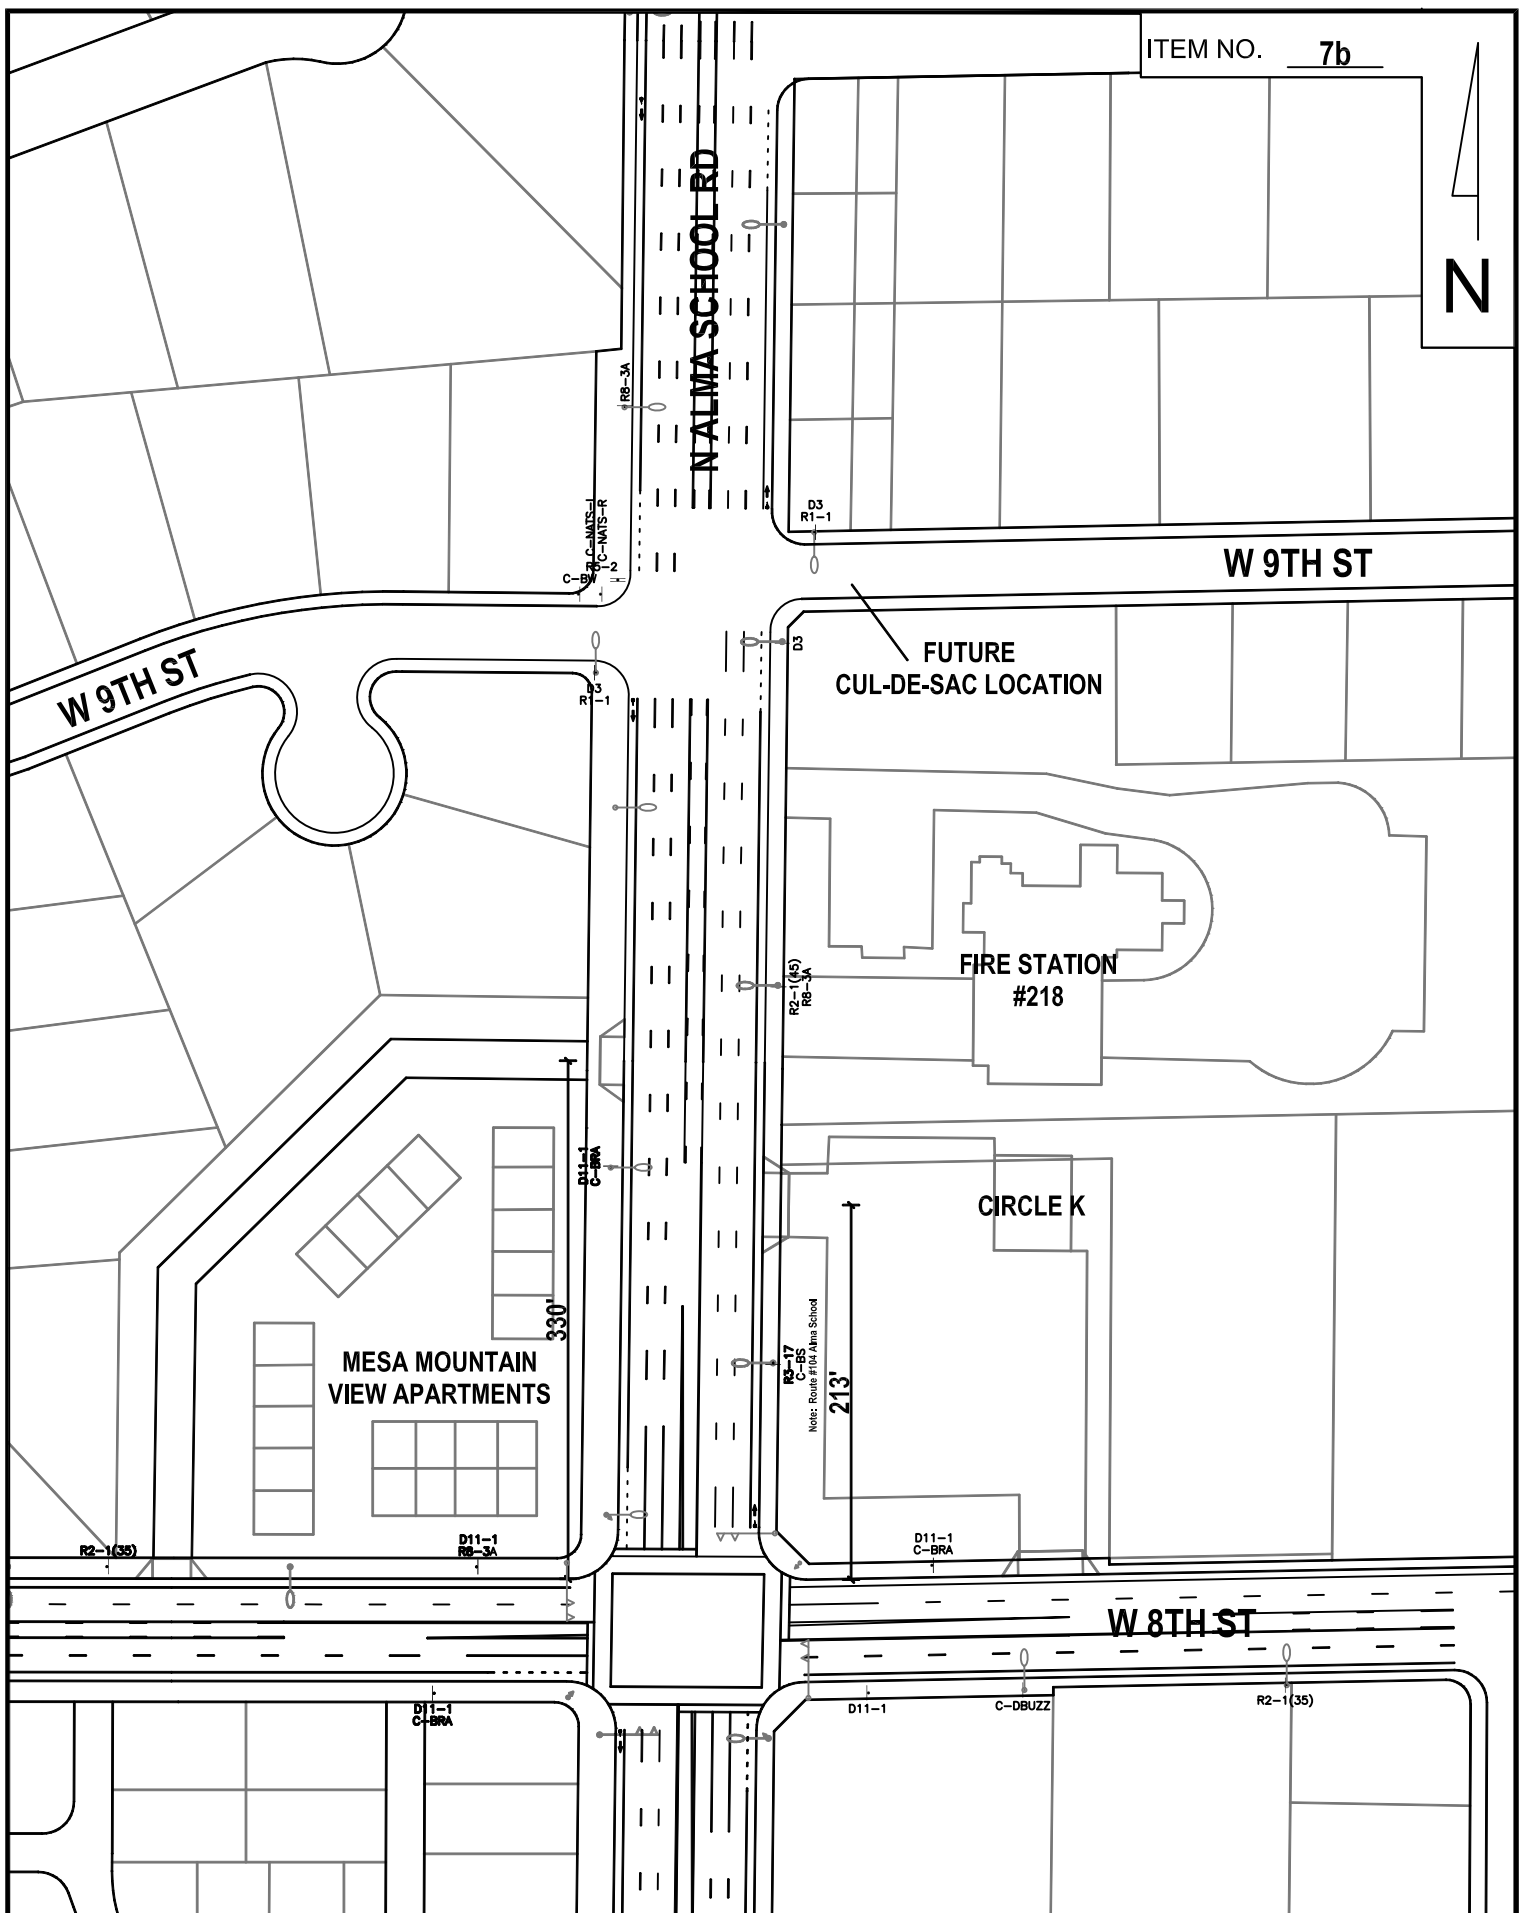 ITEM NO. 7b
N
N ALMA SCHOOL RD
R8-3A
C-NATS-L
C-NATS-R
R5-2
C-BW
D3
R1-1
W 9TH ST
FUTURE
CUL-DE-SAC LOCATION
D3
W 9TH ST
D3
R1-1
FIRE STATION
#218
R2-1(45)
R8-3A
D11-1
C-BRA
CIRCLE K
330'
MESA MOUNTAIN
VIEW APARTMENTS
R3-17
C-BS
Note: Route #104 Alma School
213'
R2-1(35)
D11-1
R8-3A
D11-1
C-BRA
W 8TH ST
D11-1
C-BRA
D11-1
C-DBUZZ
R2-1(35)